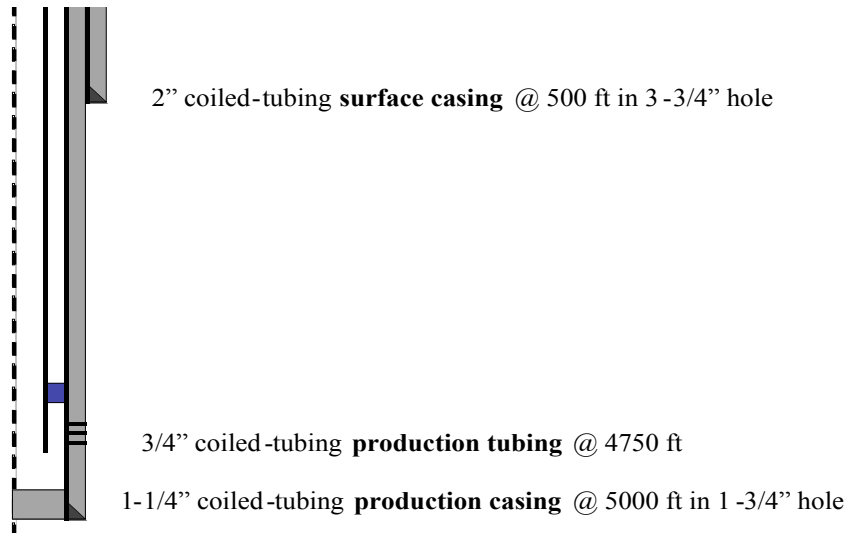 2” coiled-tubing surface casing @ 500 ft in 3 -3/4” hole
3/4” coiled-tubing production tubing @ 4750 ft
1-1/4” coiled-tubing production casing @ 5000 ft in 1 -3/4” hole